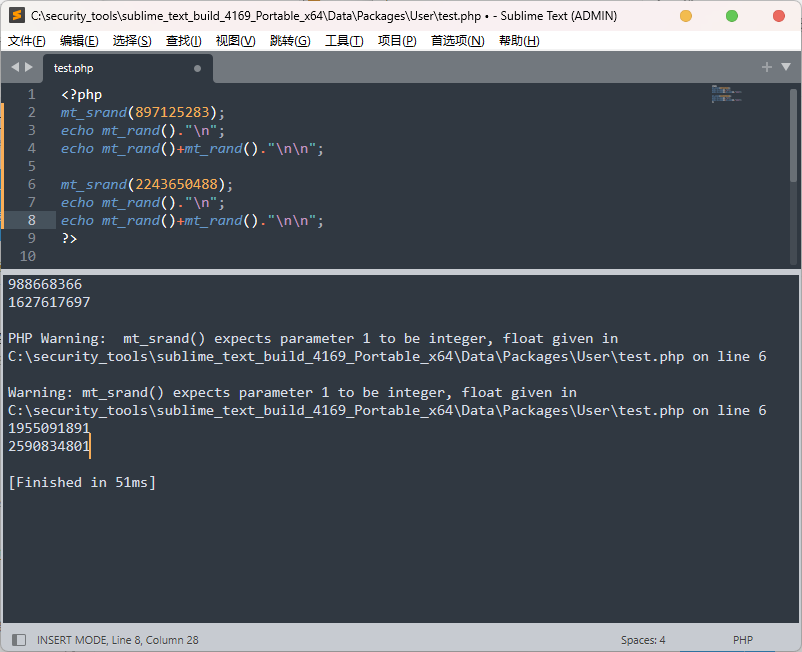 C:\security_tools\sublime_text_build_4169_Portable_x64\Data\Packages\User\test.php • - Sublime Text (ADMIN)
文件(F) 编辑(E) 选择(S) 查找(I) 视图(V) 跳转(G) 工具(T) 项目(P) 首选项(N) 帮助(H)
test.php
1 <?php
2 mt_srand(897125283);
3 echo mt_rand()."\n";
4 echo mt_rand()+mt_rand()."\n\n";
5
6 mt_srand(2243650488);
7 echo mt_rand()."\n";
8 echo mt_rand()+mt_rand()."\n\n";
9 ?>
10
988668366
1627617697
PHP Warning:  mt_srand() expects parameter 1 to be integer, float given in
C:\security_tools\sublime_text_build_4169_Portable_x64\Data\Packages\User\test.php on line 6
Warning: mt_srand() expects parameter 1 to be integer, float given in
C:\security_tools\sublime_text_build_4169_Portable_x64\Data\Packages\User\test.php on line 6
1955091891
2590834801
[Finished in 51ms]
INSERT MODE, Line 8, Column 28 Spaces: 4 PHP